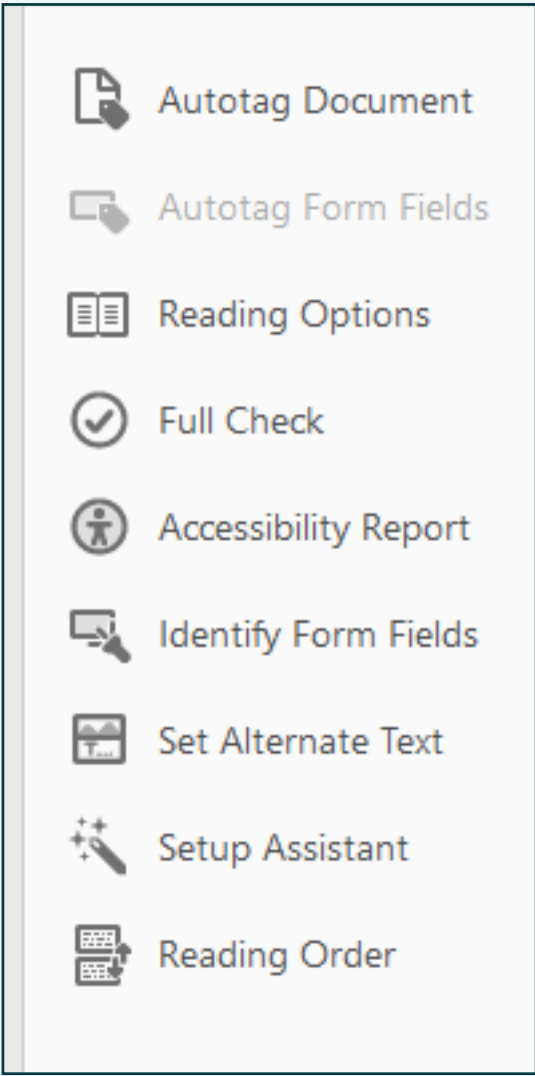 Autotag Document
Autotag Form Fields
Reading Options
Full Check
Accessibility Report
Identify Form Fields
T...
Set Alternate Text
Setup Assistant
Reading Order